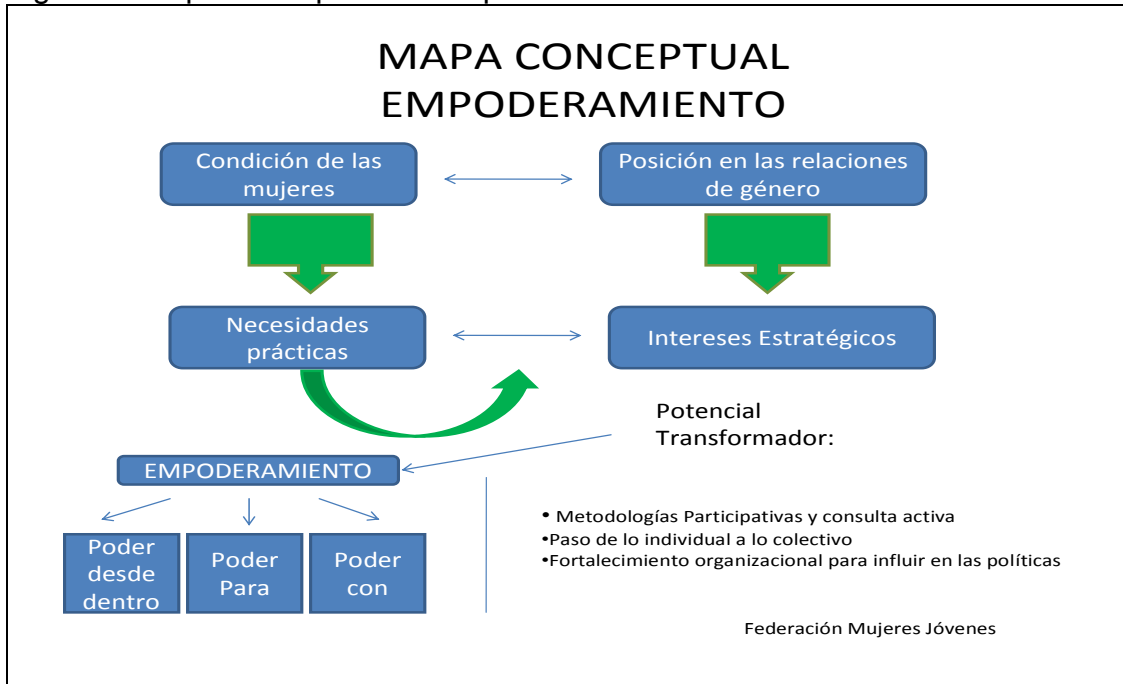 MAPA CONCEPTUAL
EMPODERAMIENTO
Condición de las
mujeres
Posición en las relaciones
de género
Necesidades
prácticas
Intereses Estratégicos
Potencial
Transformador:
EMPODERAMIENTO
Poder
desde
dentro
Poder
Para
Poder
con
• Metodologías Participativas y consulta activa
•Paso de lo individual a lo colectivo
•Fortalecimiento organizacional para influir en las políticas
Federación Mujeres Jóvenes